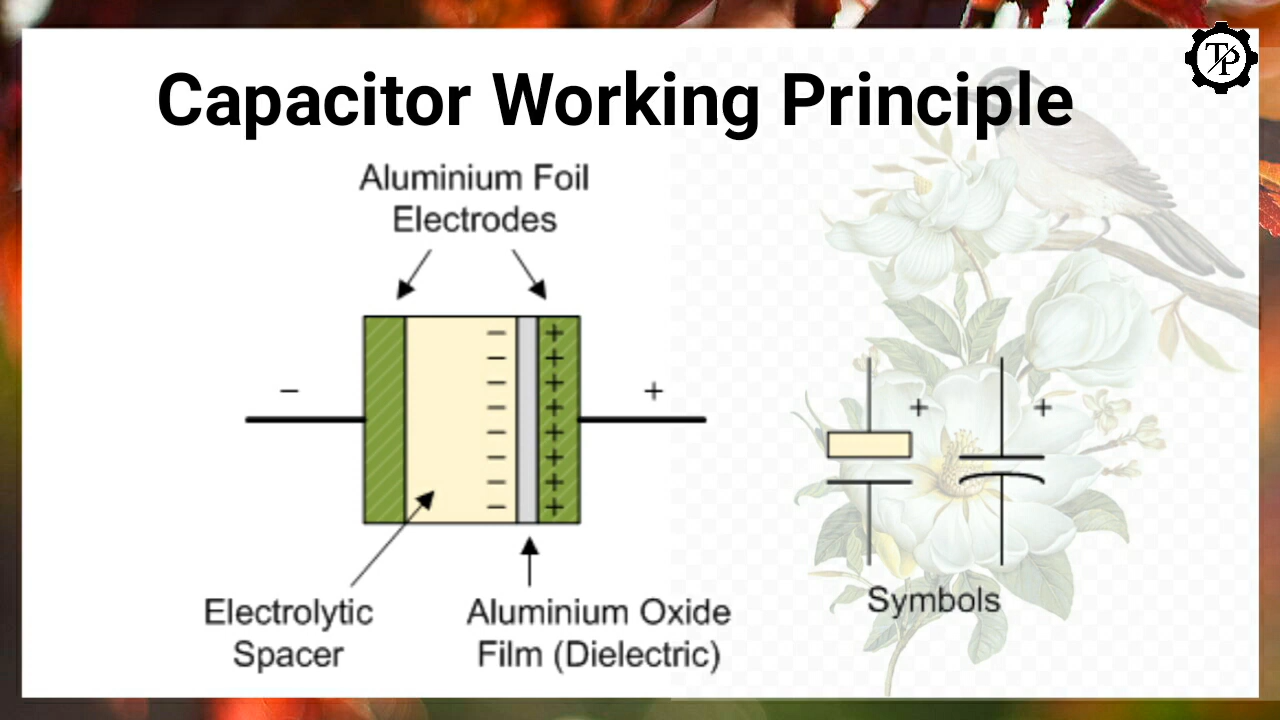 Capacitor Working Principle
TP
Aluminium Foil
Electrodes
− +
+ +
Electrolytic
Spacer
Aluminium Oxide
Film (Dielectric)
Symbols